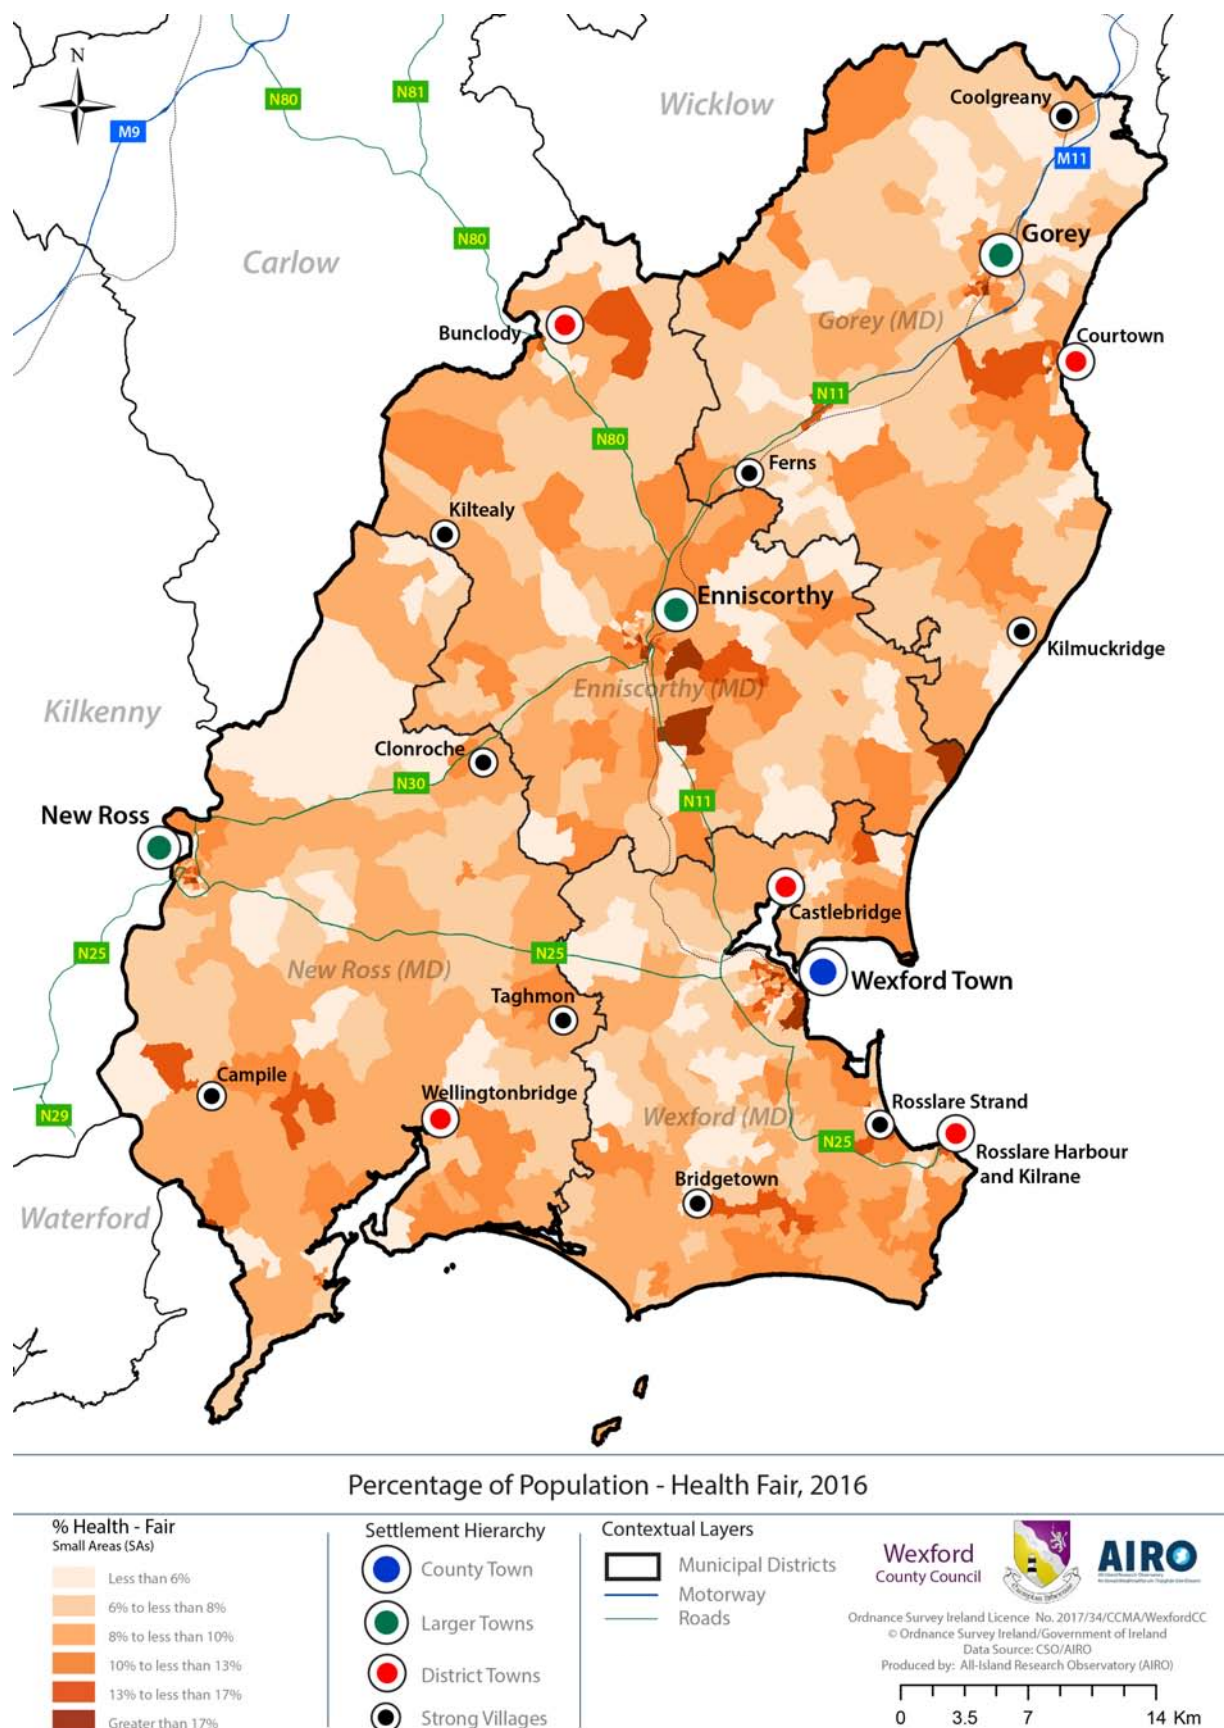 N
Wicklow
Coolgreany
N80
N81
M9
M11
Carlow
N80
Gorey
Gorey (MD)
Bunclody
Courtown
N11
N80
Ferns
Kiltealy
Enniscorthy
Kilmuckridge
Enniscorthy (MD)
Kilkenny
Clonroche
N30
N11
New Ross
Castlebridge
N25
N25
New Ross (MD)
Wexford Town
Taghmon
Campile
Wellingtonbridge
Rosslare Strand
N29
Wexford (MD)
N25
Rosslare Harbour
and Kilrane
Bridgetown
Waterford
Percentage of Population - Health Fair, 2016
% Health - Fair
Small Areas (SAs)
Less than 6%
6% to less than 8%
8% to less than 10%
10% to less than 13%
13% to less than 17%
Greater than 17%
Settlement Hierarchy
County Town
Larger Towns
District Towns
Strong Villages
Contextual Layers
Municipal Districts
Motorway
Roads
Wexford
County Council
AIRO
Ordnance Survey Ireland Licence No. 2017/34/CCMA/WexfordCC
© Ordnance Survey Ireland/Government of Ireland
Data Source: CSO/AIRO
Produced by: All-Island Research Observatory (AIRO)
0 3.5 7 14 Km